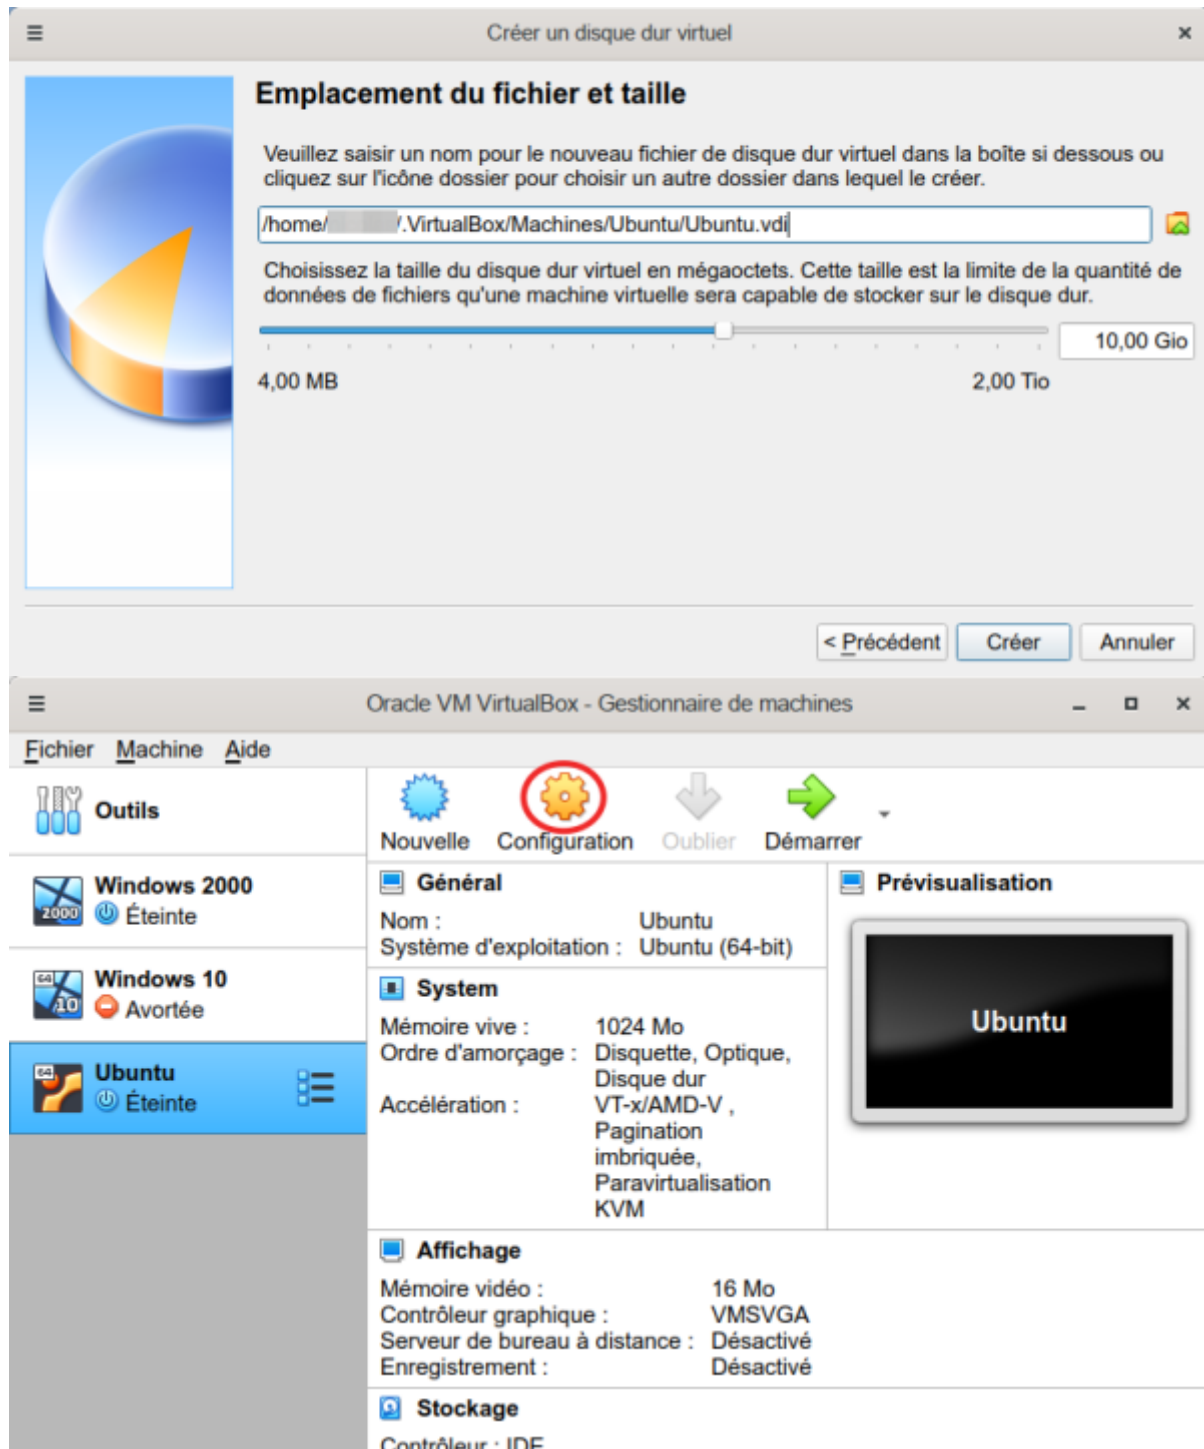 Créer un disque dur virtuel
Emplacement du fichier et taille
Veuillez saisir un nom pour le nouveau fichier de disque dur virtuel dans la boîte si dessous ou
cliquez sur l'icône dossier pour choisir un autre dossier dans lequel le créer.
/home/ /.VirtualBox/Machines/Ubuntu/Ubuntu.vdi
Choisissez la taille du disque dur virtuel en mégaoctets. Cette taille est la limite de la quantité de
données de fichiers qu'une machine virtuelle sera capable de stocker sur le disque dur.
10,00 Gio
4,00 MB 2,00 Tio
< Précédent Créer Annuler
Oracle VM VirtualBox - Gestionnaire de machines
Fichier Machine Aide
Outils
Windows 2000
2000 Éteinte
Windows 10
64 10 Avortée
Ubuntu
64 Éteinte
Nouvelle Configuration Oublier Démarrer
Général
Nom : Ubuntu
Système d'exploitation : Ubuntu (64-bit)
System
Mémoire vive : 1024 Mo
Ordre d'amorçage : Disquette, Optique,
Disque dur
Accélération : VT-x/AMD-V ,
Pagination
imbriquée,
Paravirtualisation
KVM
Prévisualisation
Ubuntu
Affichage
Mémoire vidéo : 16 Mo
Contrôleur graphique : VMSVGA
Serveur de bureau à distance : Désactivé
Enregistrement : Désactivé
Stockage
Contrôleur : IDE